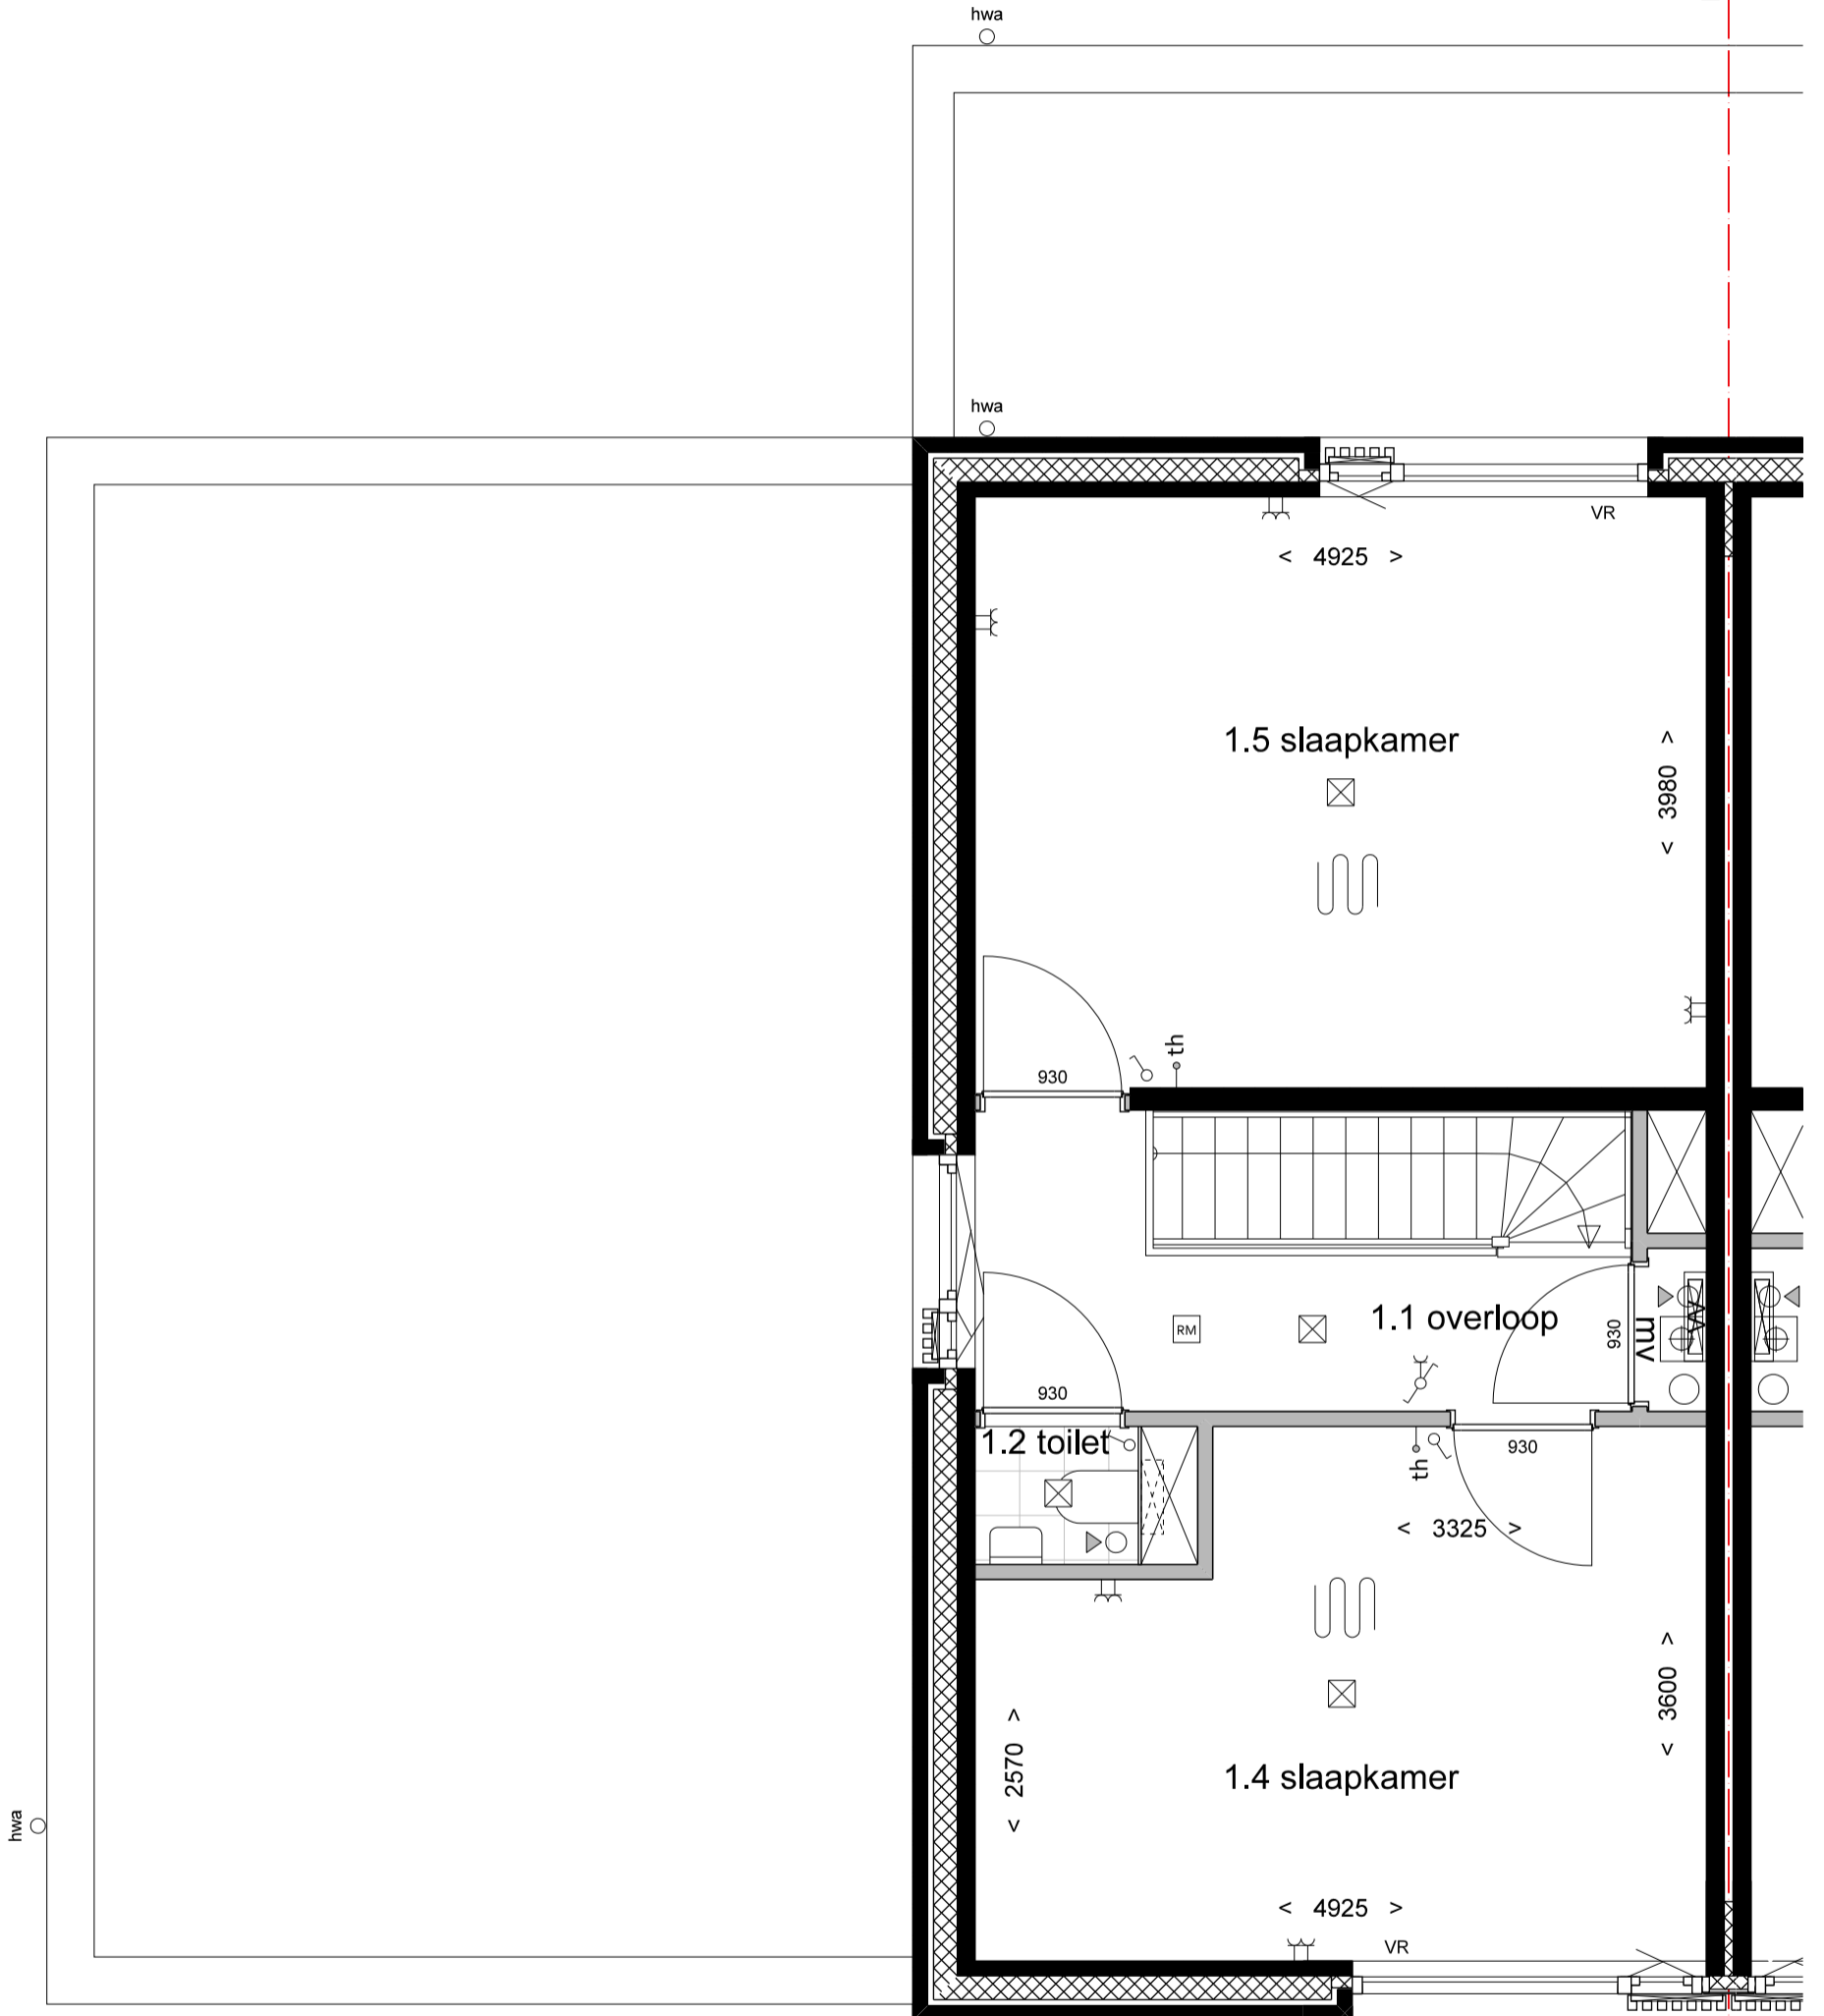 hwa
hwa
VR
< 4925 >
1.5 slaapkamer
< 3980 >
th
930
1.1 overloop
RM
930
mv
930
1.2 toilet
930
th
< 3325 >
< 3600 >
< 2570 >
1.4 slaapkamer
hwa
< 4925 >
VR